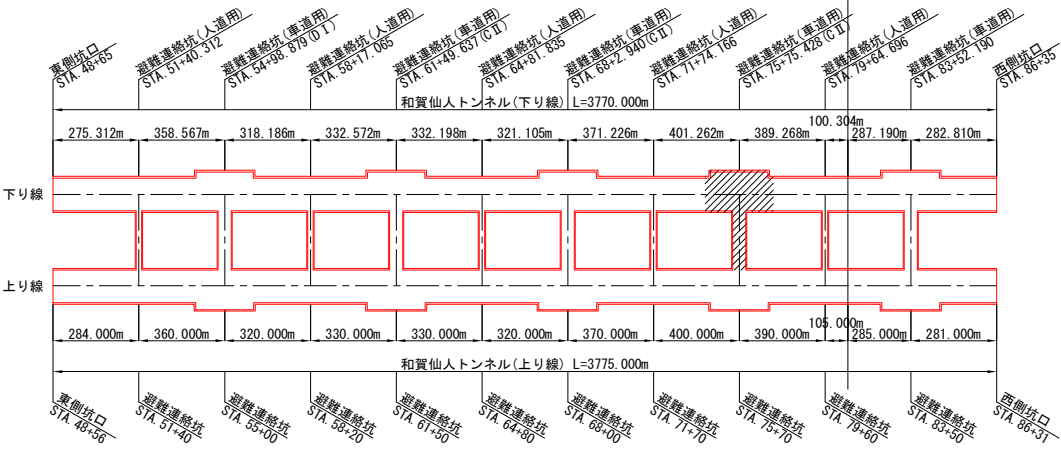 東側坑口
STA. 48+65
避難連絡坑(人道用)
STA. 51+40.312
避難連絡坑(車道用)
STA. 54+98.879(DⅠ)
避難連絡坑(人道用)
STA. 58+17.065
避難連絡坑(車道用)
STA. 61+49.637(CⅡ)
避難連絡坑(人道用)
STA. 64+81.835
避難連絡坑(車道用)
STA. 68+2.940(CⅡ)
避難連絡坑(人道用)
STA. 71+74.166
避難連絡坑(車道用)
STA. 75+75.428(CⅡ)
避難連絡坑(人道用)
STA. 79+64.696
避難連絡坑(車道用)
STA. 83+52.190
西側坑口
STA. 86+35
和賀仙人トンネル(下り線) L=3770.000m
100.304m
275.312m 358.567m 318.186m 332.572m 332.198m 321.105m 371.226m 401.262m 389.268m 287.190m 282.810m
下り線
上り線
105.000m
284.000m 360.000m 320.000m 330.000m 330.000m 320.000m 370.000m 400.000m 390.000m 285.000m 281.000m
和賀仙人トンネル(上り線) L=3775.000m
東側坑口
STA. 48+56
避難連絡坑
STA. 51+40
避難連絡坑
STA. 55+00
避難連絡坑
STA. 58+20
避難連絡坑
STA. 61+50
避難連絡坑
STA. 64+80
避難連絡坑
STA. 68+00
避難連絡坑
STA. 71+70
避難連絡坑
STA. 75+70
避難連絡坑
STA. 79+60
避難連絡坑
STA. 83+50
西側坑口
STA. 86+31